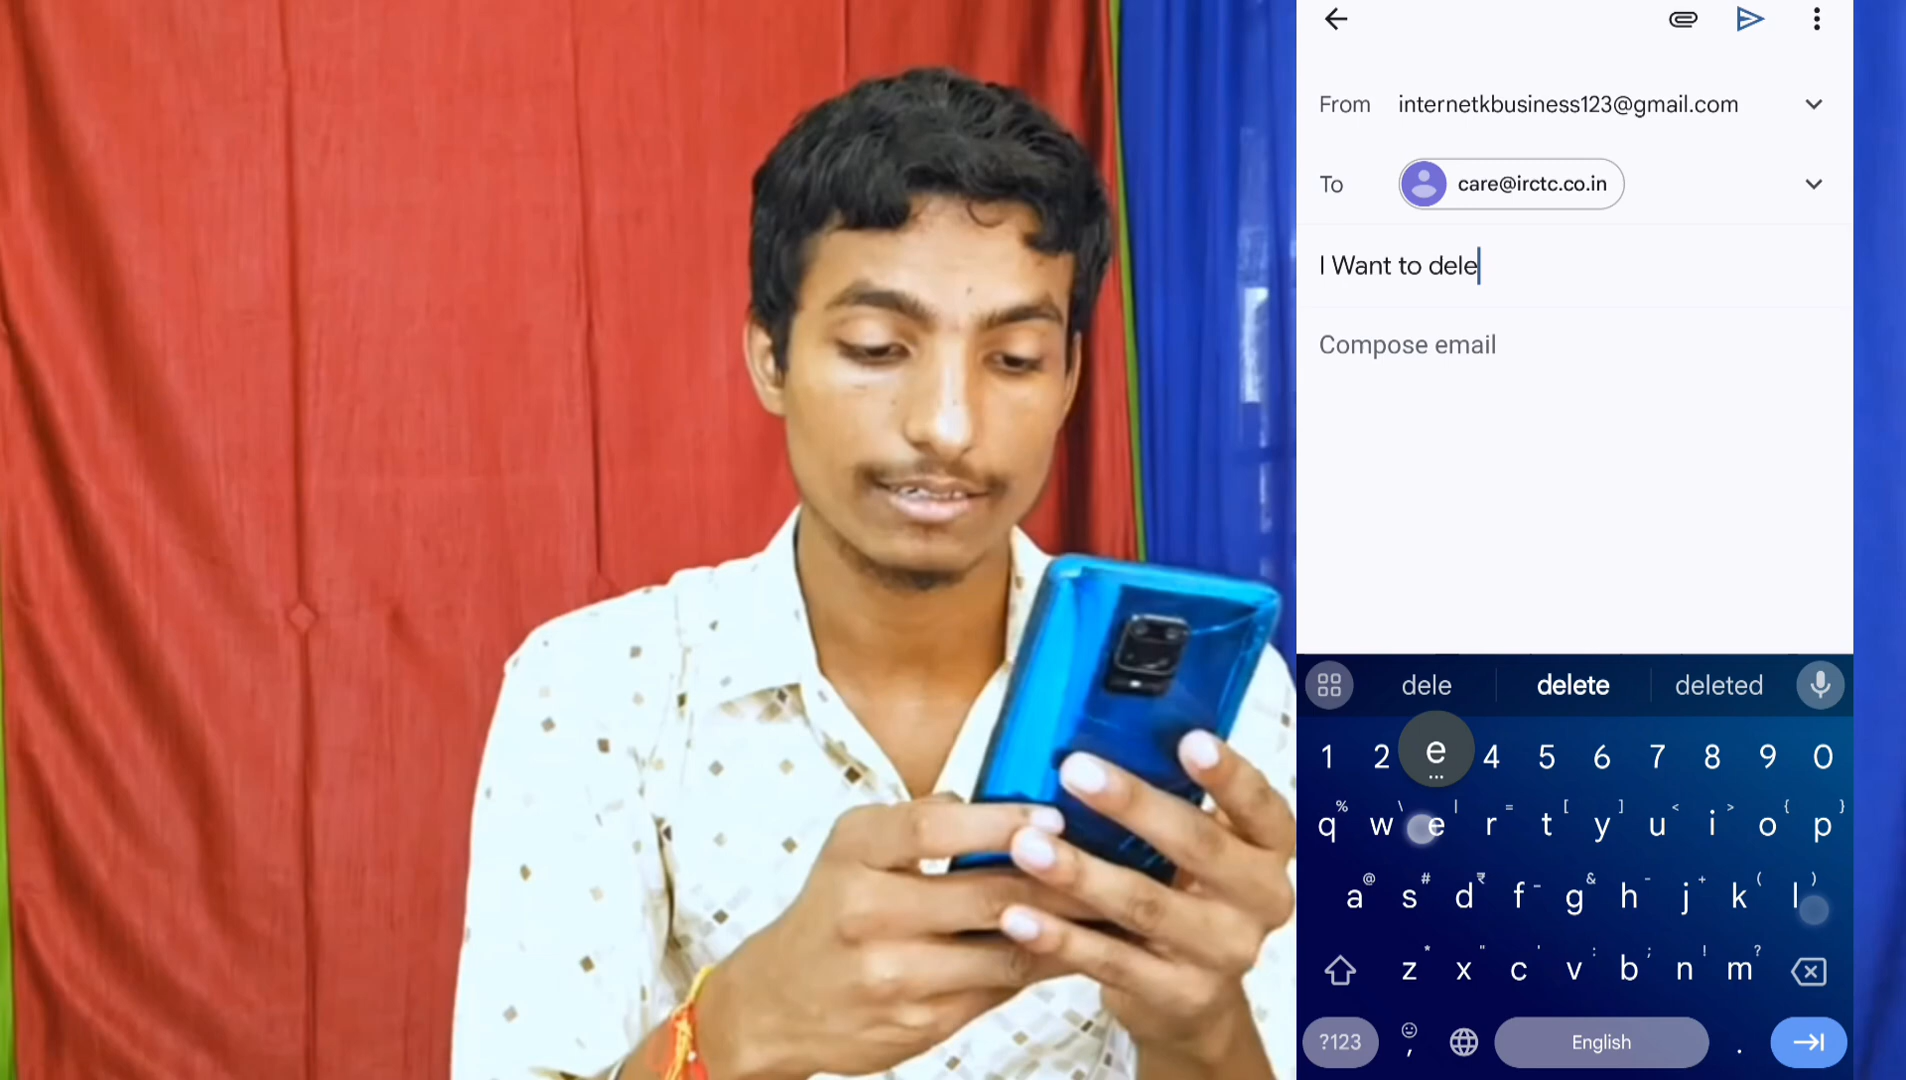 From internetkbusiness123@gmail.com
To care@irctc.co.in
I Want to dele
Compose email
dele delete deleted
1 2 e 4 5 6 7 8 9 0
% \ | = [ ] < > { }
q w e r t y u i o p
@ # ₹ - & - + ( )
a s d f g h j k l
* " ' : ; ! ?
z x c v b n m
?123 , English .